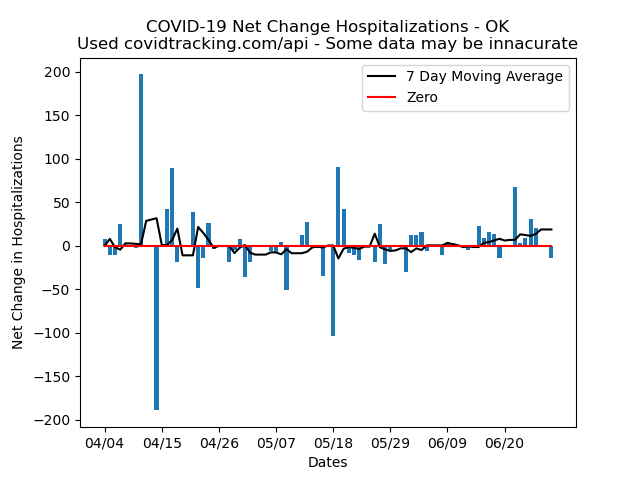 COVID-19 Net Change Hospitalizations - OK
Used covidtracking.com/api - Some data may be innacurate
7 Day Moving Average
Zero
Net Change in Hospitalizations
200
150
100
50
0
−50
−100
−150
−200
04/04 04/15 04/26 05/07 05/18 05/29 06/09 06/20
Dates